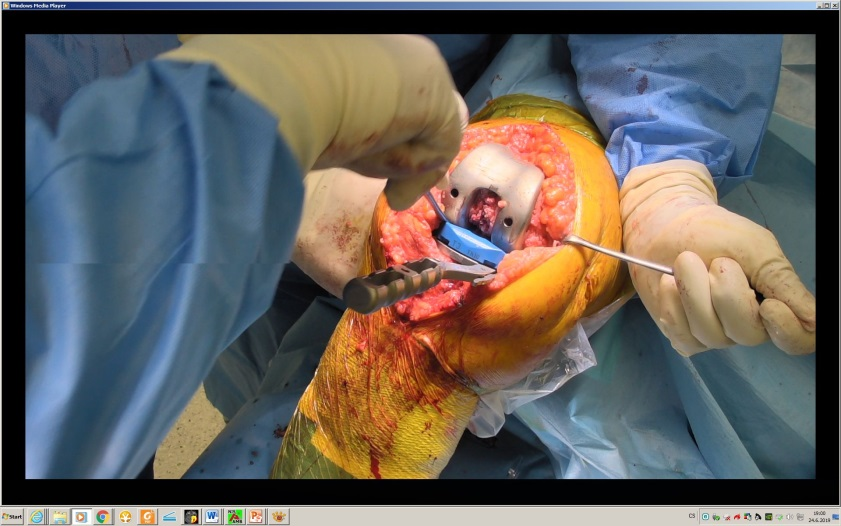 Windows Media Player
Start
CS
19:00
24.6.2019